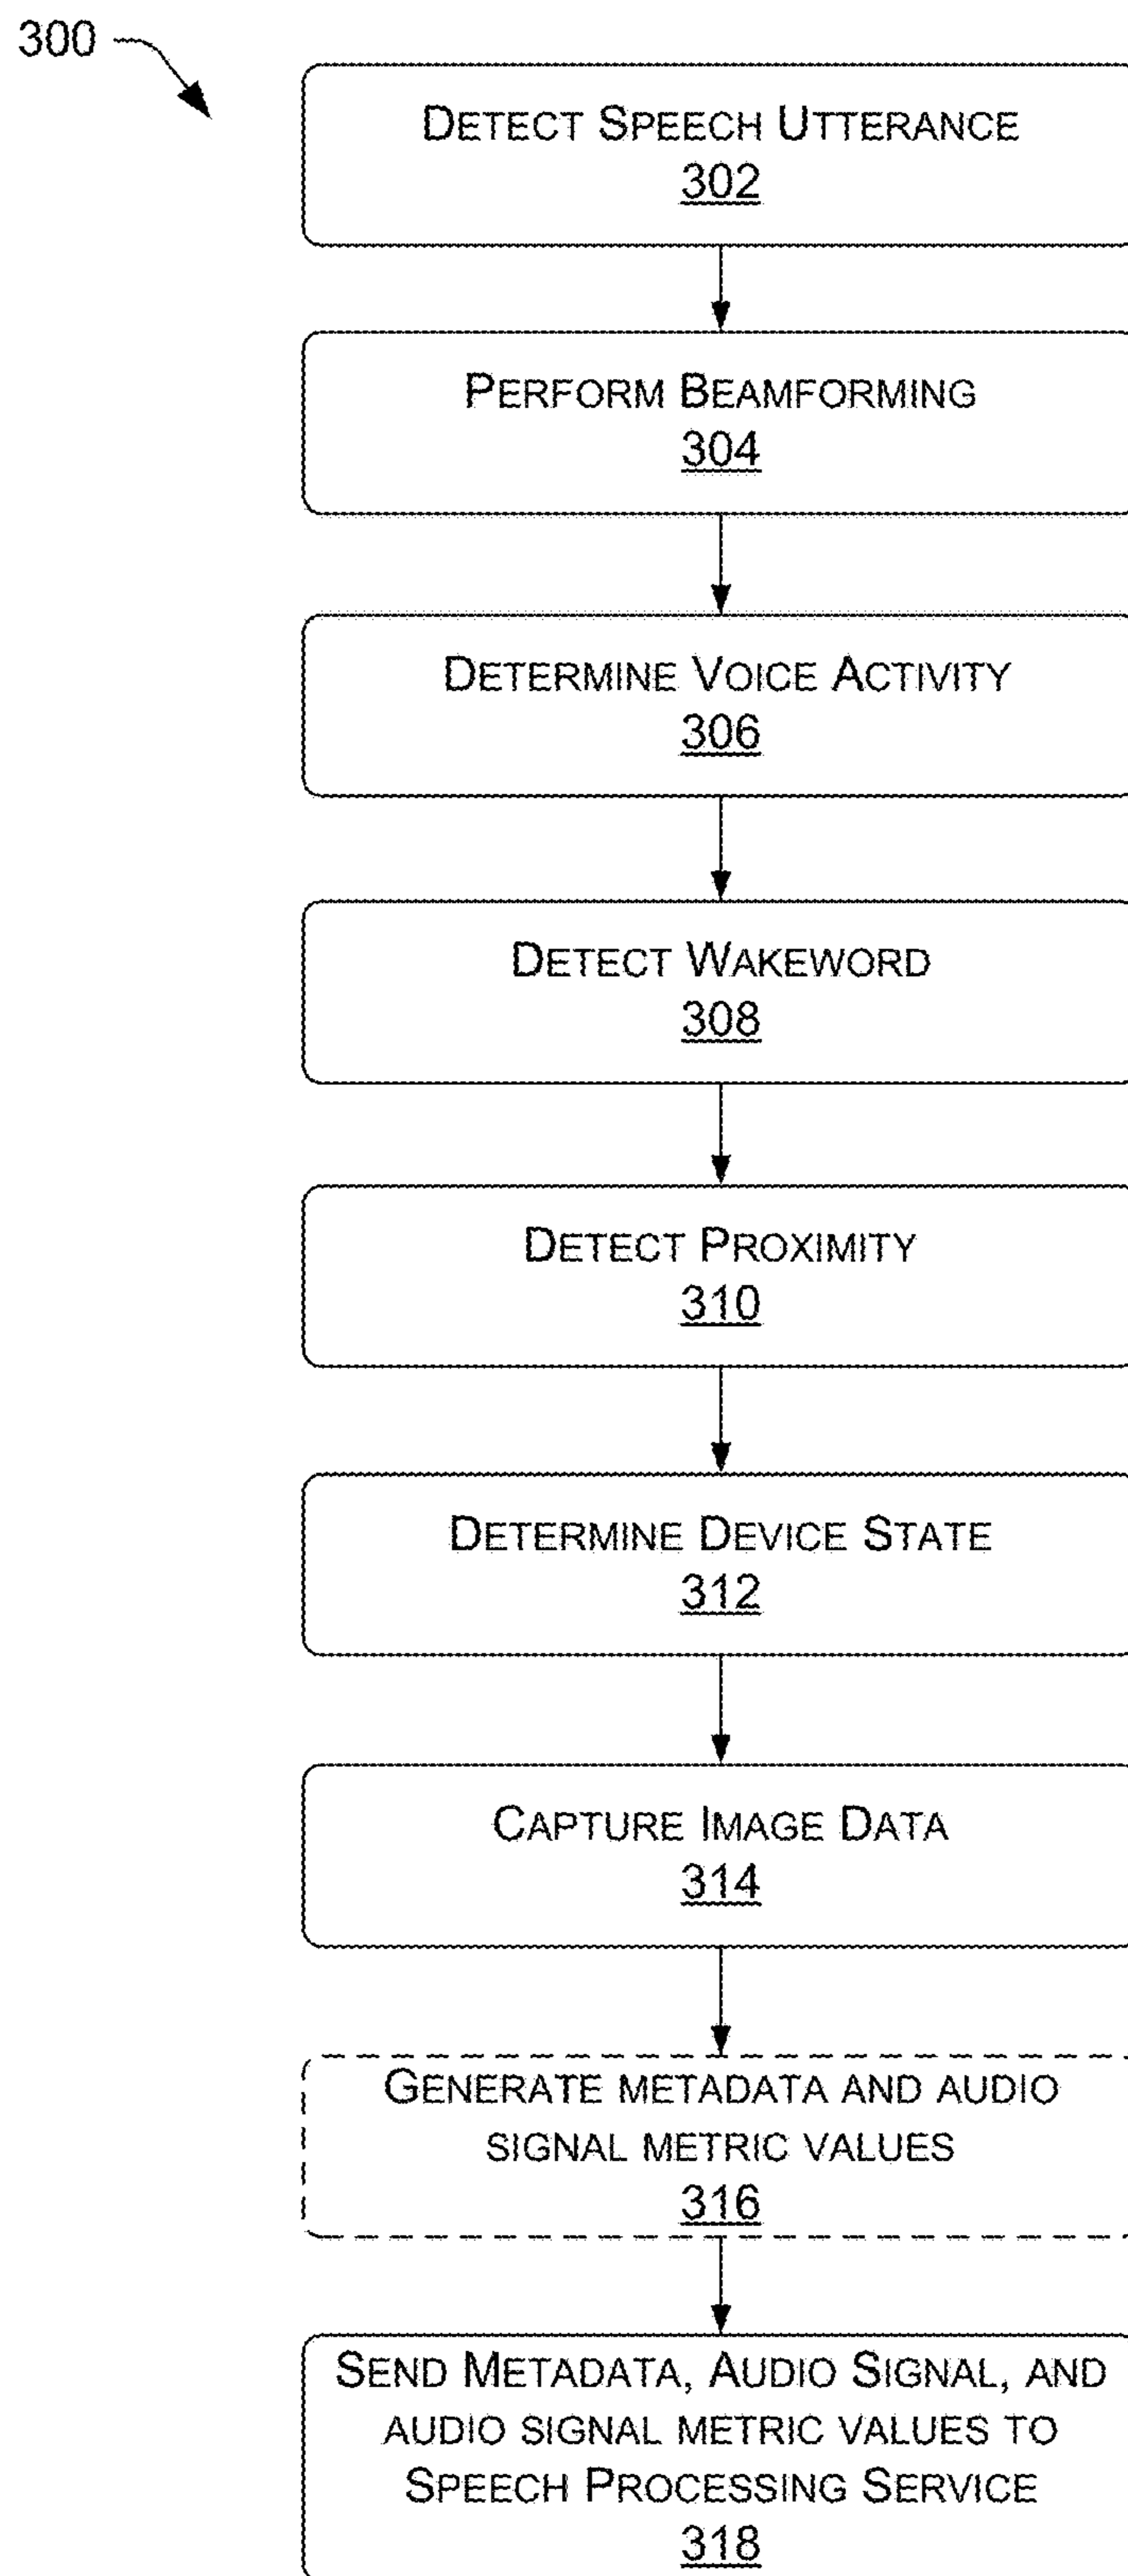 300
DETECT SPEECH UTTERANCE
302
PERFORM BEAMFORMING
304
DETERMINE VOICE ACTIVITY
306
DETECT WAKEWORD
308
DETECT PROXIMITY
310
DETERMINE DEVICE STATE
312
CAPTURE IMAGE DATA
314
GENERATE METADATA AND AUDIO
SIGNAL METRIC VALUES
316
SEND METADATA, AUDIO SIGNAL, AND
AUDIO SIGNAL METRIC VALUES TO
SPEECH PROCESSING SERVICE
318